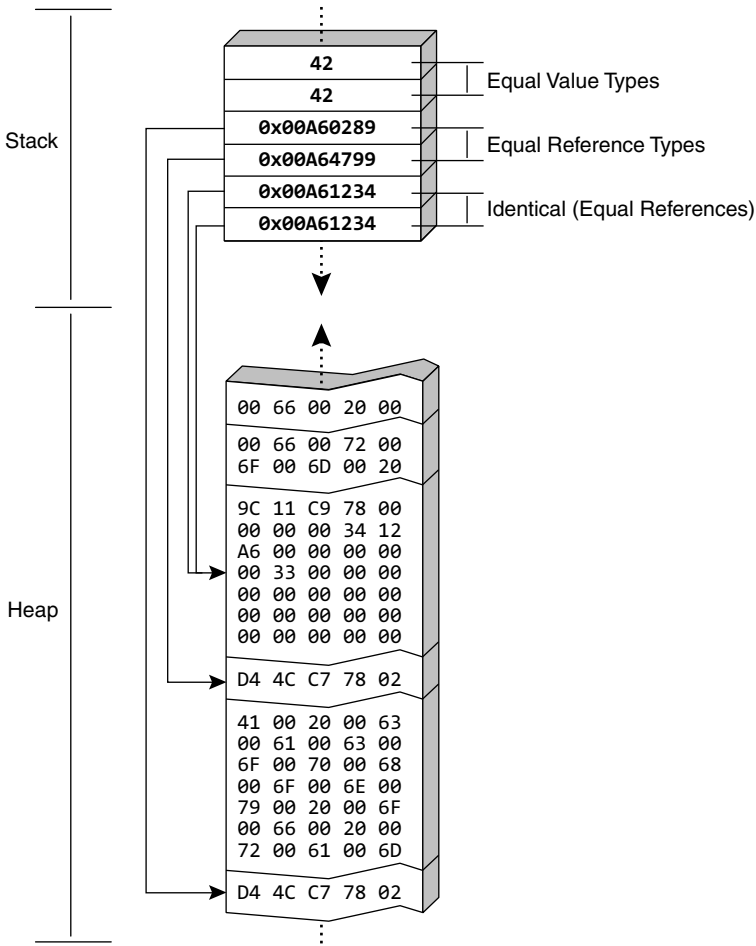 42
42
0x00A60289
0x00A64799
0x00A61234
0x00A61234
Equal Value Types
Equal Reference Types
Identical (Equal References)
Stack
Heap
00 66 00 20 00
00 66 00 72 00
6F 00 6D 00 20
9C 11 C9 78 00
00 00 00 34 12
A6 00 00 00 00
00 33 00 00 00
00 00 00 00 00
00 00 00 00 00
00 00 00 00 00
D4 4C C7 78 02
41 00 20 00 63
00 61 00 63 00
6F 00 70 00 68
00 6F 00 6E 00
79 00 20 00 6F
00 66 00 20 00
72 00 61 00 6D
D4 4C C7 78 02